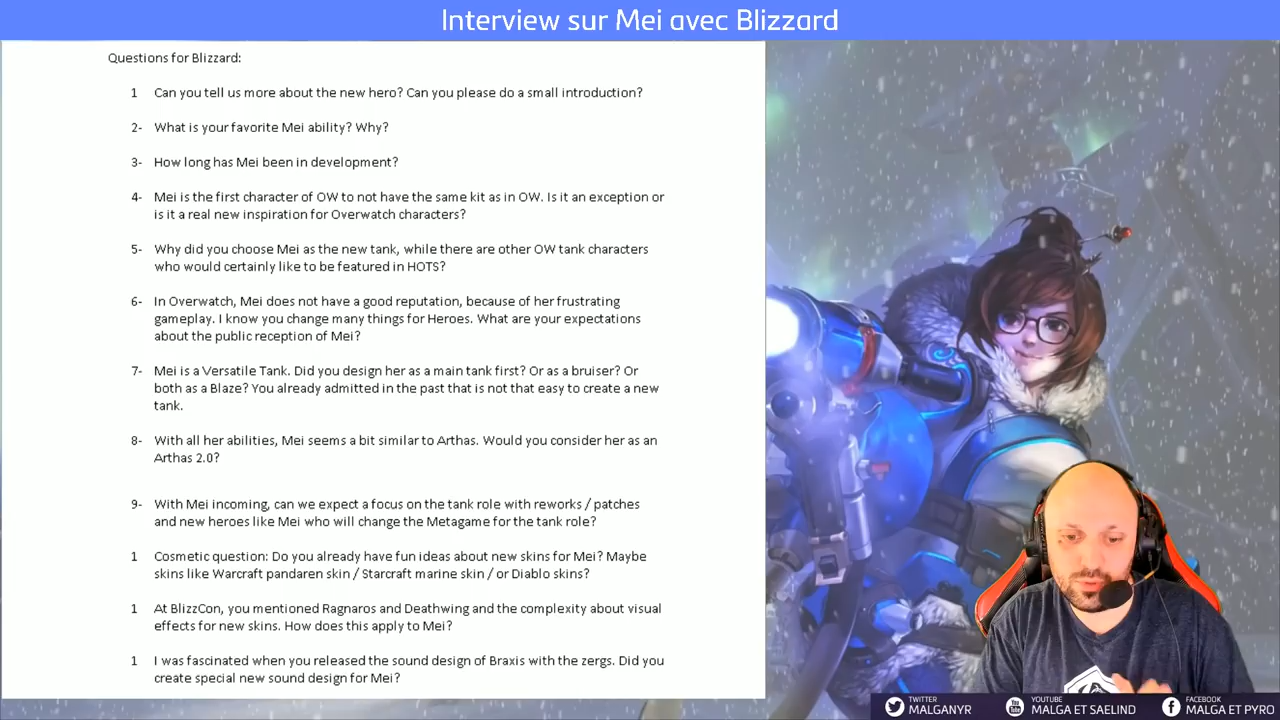 Interview sur Mei avec Blizzard
Questions for Blizzard:
1 Can you tell us more about the new hero? Can you please do a small introduction?
2- What is your favorite Mei ability? Why?
3- How long has Mei been in development?
4- Mei is the first character of OW to not have the same kit as in OW. Is it an exception or
is it a real new inspiration for Overwatch characters?
5- Why did you choose Mei as the new tank, while there are other OW tank characters
who would certainly like to be featured in HOTS?
6- In Overwatch, Mei does not have a good reputation, because of her frustrating
gameplay. I know you change many things for Heroes. What are your expectations
about the public reception of Mei?
7- Mei is a Versatile Tank. Did you design her as a main tank first? Or as a bruiser? Or
both as a Blaze? You already admitted in the past that is not that easy to create a new
tank.
8- With all her abilities, Mei seems a bit similar to Arthas. Would you consider her as an
Arthas 2.0?
9- With Mei incoming, can we expect a focus on the tank role with reworks / patches
and new heroes like Mei who will change the Metagame for the tank role?
1 Cosmetic question: Do you already have fun ideas about new skins for Mei? Maybe
skins like Warcraft pandaren skin / Starcraft marine skin / or Diablo skins?
1 At BlizzCon, you mentioned Ragnaros and Deathwing and the complexity about visual
effects for new skins. How does this apply to Mei?
1 I was fascinated when you released the sound design of Braxis with the zergs. Did you
create special new sound design for Mei?
TWITTER
MALGANYR
YOUTUBE
MALGA ET SAELIND
FACEBOOK
MALGA ET PYRO